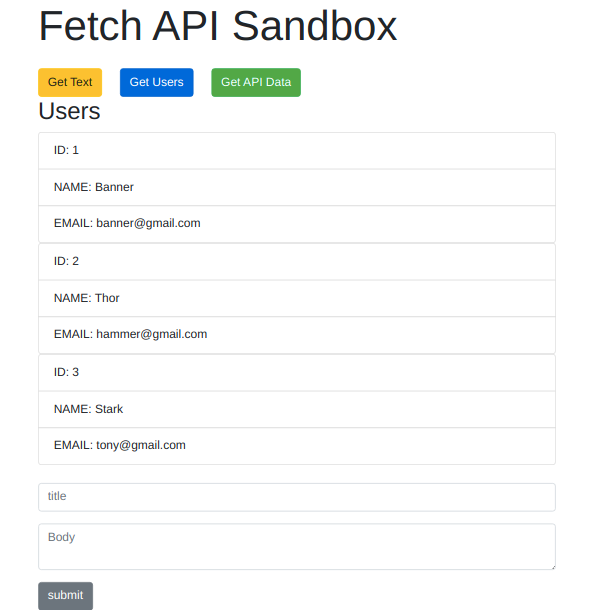 Fetch API Sandbox
Get Text Get Users Get API Data
Users
ID: 1
NAME: Banner
EMAIL: banner@gmail.com
ID: 2
NAME: Thor
EMAIL: hammer@gmail.com
ID: 3
NAME: Stark
EMAIL: tony@gmail.com
title
Body
submit